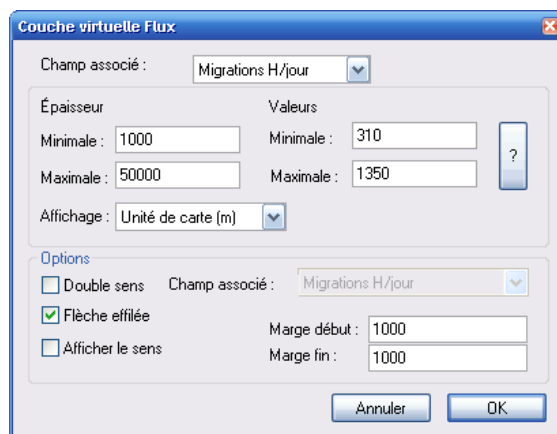 Couche virtuelle Flux
Champ associé : Migrations H/jour
Épaisseur Valeurs
Minimale : 1000 Minimale : 310
?
Maximale : 50000 Maximale : 1350
Affichage : Unité de carte (m)
Options
Double sens Champ associé : Migrations H/jour
Flèche effilée
Marge début : 1000
Afficher le sens
Marge fin : 1000
Annuler OK